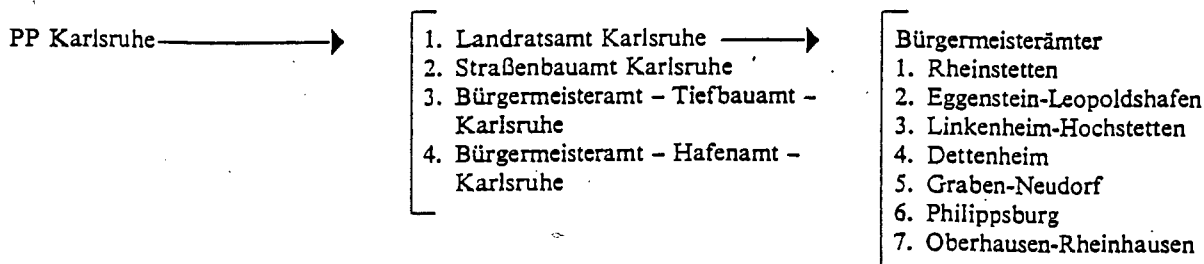 PP Karlsruhe
1. Landratsamt Karlsruhe
2. Straßenbauamt Karlsruhe
3. Bürgermeisteramt – Tiefbauamt –
Karlsruhe
4. Bürgermeisteramt – Hafenamt –
Karlsruhe
Bürgermeisterämter
1. Rheinstetten
2. Eggenstein-Leopoldshafen
3. Linkenheim-Hochstetten
4. Dettenheim
5. Graben-Neudorf
6. Philippsburg
7. Oberhausen-Rheinhausen